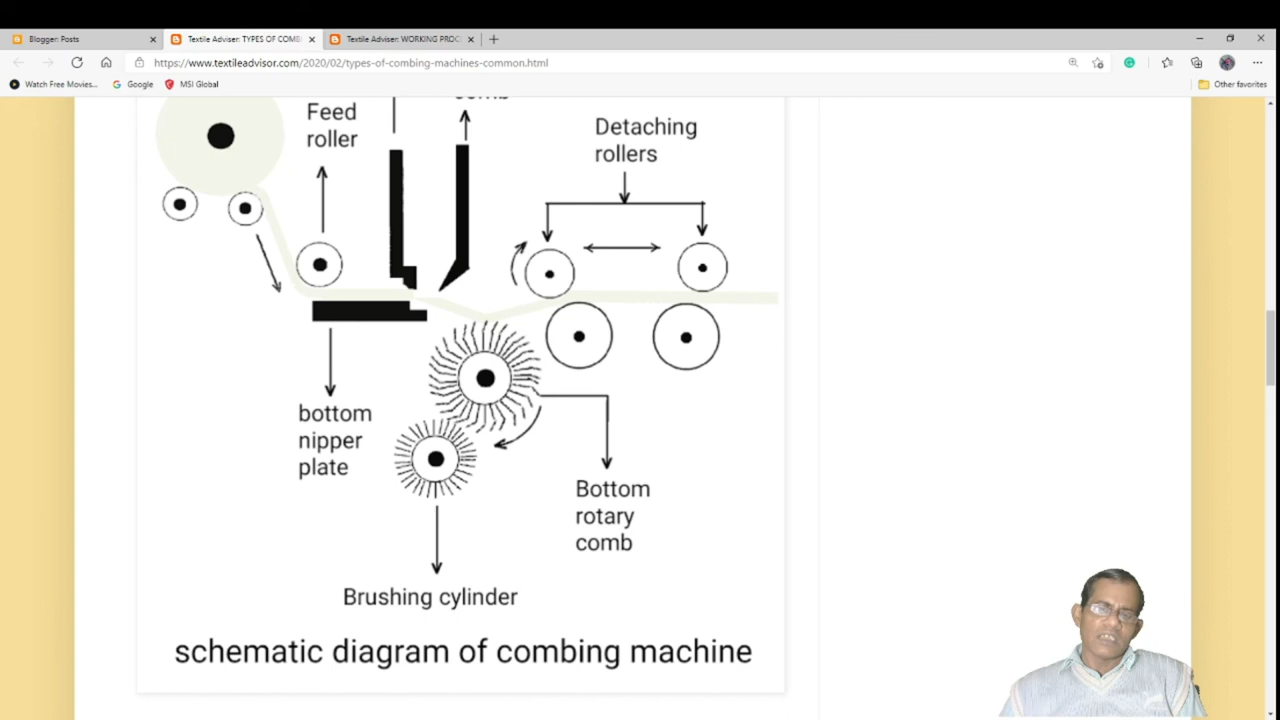 Blogger: Posts
Textile Adviser: TYPES OF COMB
Textile Adviser: WORKING PROC
https://www.textileadvisor.com/2020/02/types-of-combing-machines-common.html
Watch Free Movies...
Google
MSI Global
Other favorites
Feed
roller
comb
Detaching
rollers
bottom
nipper
plate
Bottom
rotary
comb
Brushing cylinder
schematic diagram of combing machine